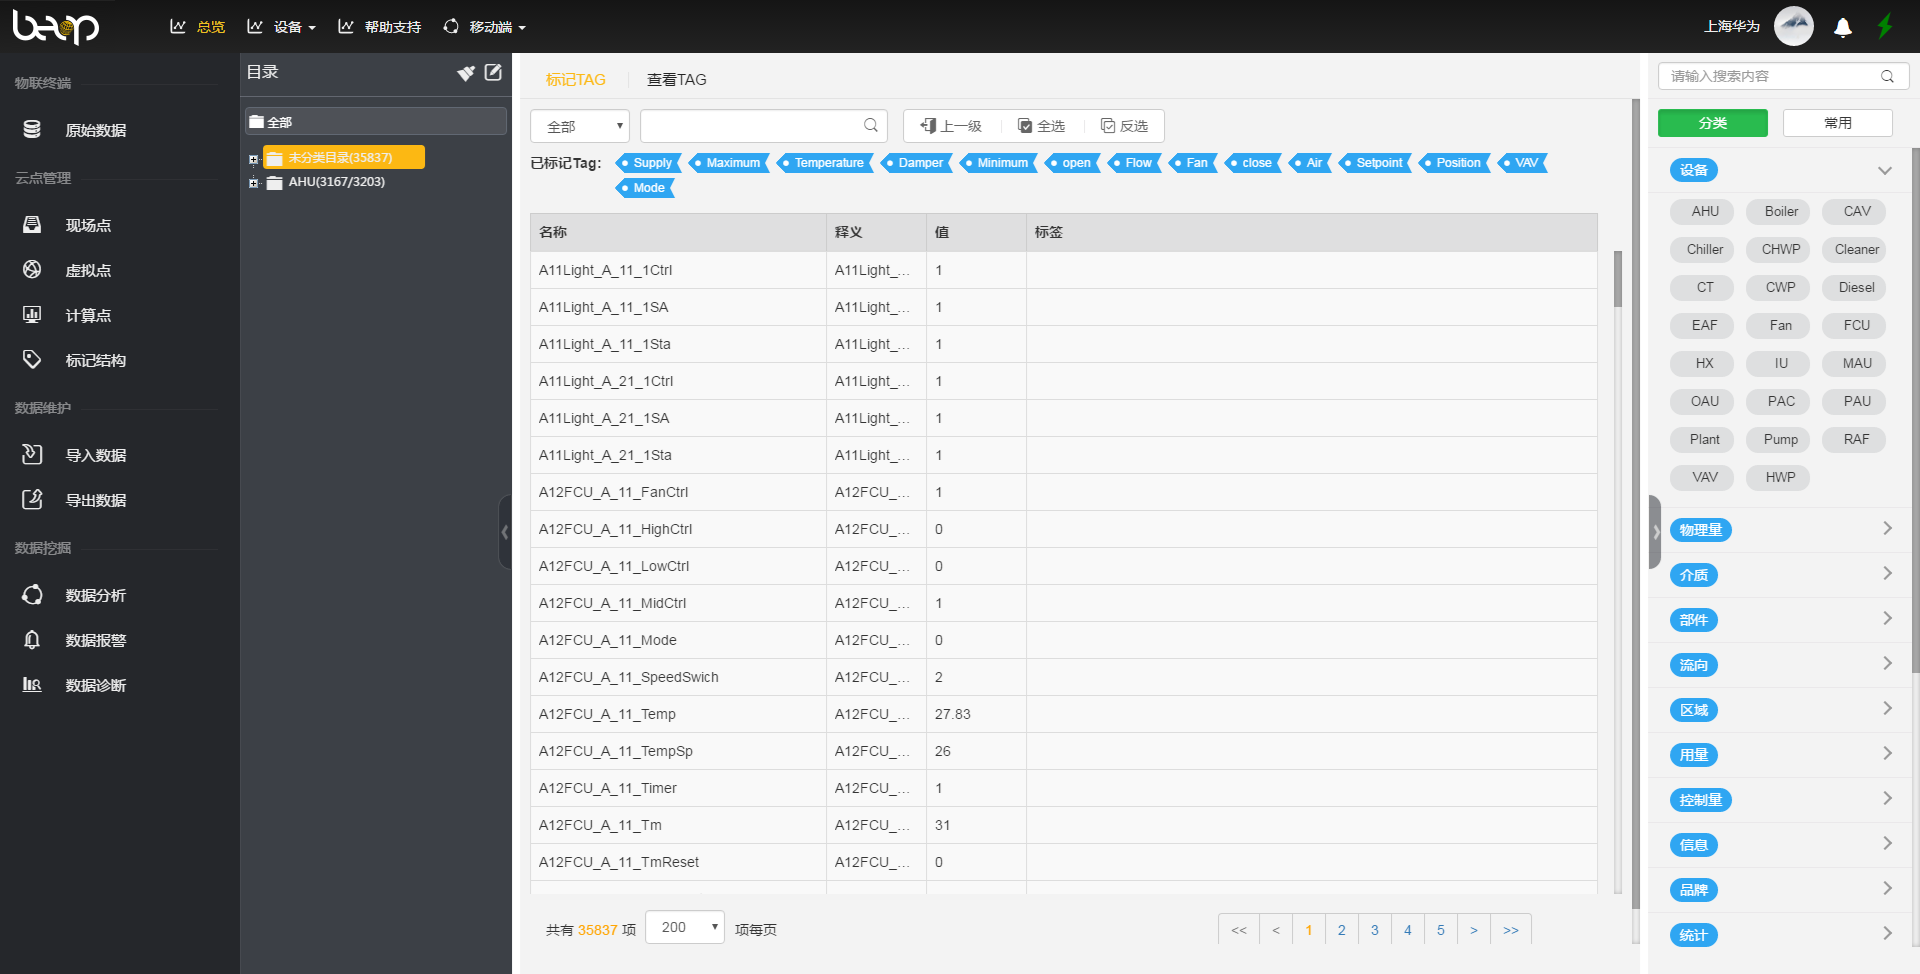 beop 总览 设备 帮助支持 移动端 上海华为
物联终端
原始数据
云点管理
现场点
虚拟点
计算点
标记结构
数据维护
导入数据
导出数据
数据挖掘
数据分析
数据报警
数据诊断
目录
全部
未分类目录(35837)
AHU(3167/3203)
标记TAG 查看TAG
全部 上一级 全选 反选
已标记Tag: Supply Maximum Temperature Damper Minimum open Flow Fan close Air Setpoint Position VAV
Mode
名称 释义 值 标签
A11Light_A_11_1Ctrl A11Light_... 1
A11Light_A_11_1SA A11Light_... 1
A11Light_A_11_1Sta A11Light_... 1
A11Light_A_21_1Ctrl A11Light_... 1
A11Light_A_21_1SA A11Light_... 1
A11Light_A_21_1Sta A11Light_... 1
A12FCU_A_11_FanCtrl A12FCU_... 1
A12FCU_A_11_HighCtrl A12FCU_... 0
A12FCU_A_11_LowCtrl A12FCU_... 0
A12FCU_A_11_MidCtrl A12FCU_... 1
A12FCU_A_11_Mode A12FCU_... 0
A12FCU_A_11_SpeedSwich A12FCU_... 2
A12FCU_A_11_Temp A12FCU_... 27.83
A12FCU_A_11_TempSp A12FCU_... 26
A12FCU_A_11_Timer A12FCU_... 1
A12FCU_A_11_Tm A12FCU_... 31
A12FCU_A_11_TmReset A12FCU_... 0
共有 35837 项 200 项每页 << < 1 2 3 4 5 > >>
请输入搜索内容
分类 常用
设备
AHU Boiler CAV
Chiller CHWP Cleaner
CT CWP Diesel
EAF Fan FCU
HX IU MAU
OAU PAC PAU
Plant Pump RAF
VAV HWP
物理量
介质
部件
流向
区域
用量
控制量
信息
品牌
统计